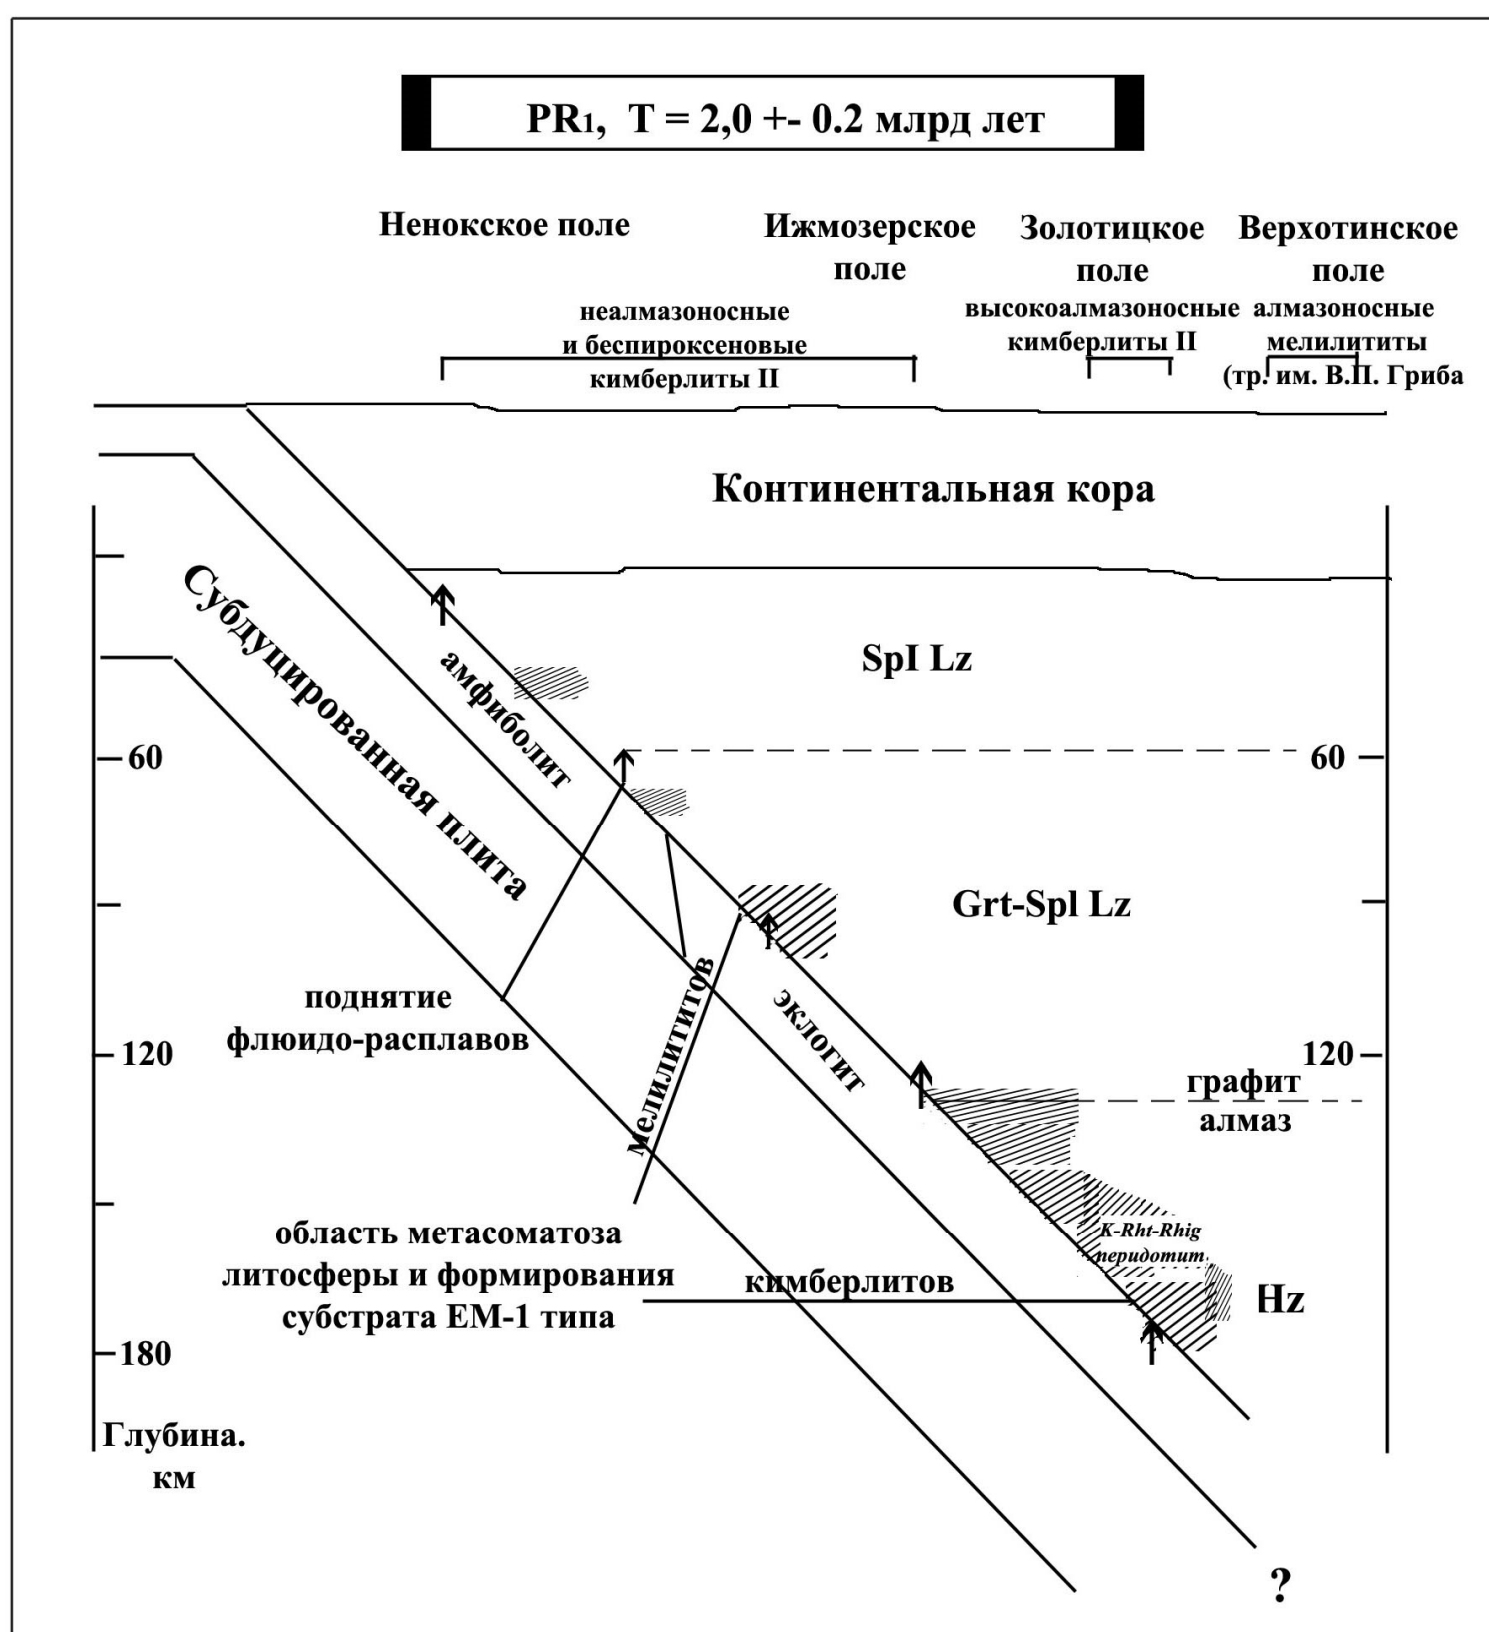 PR1, T = 2,0 +- 0.2 млрд лет
Ненокское поле
Ижмозерское
поле
Золотицкое
поле
Верхотинское
поле
неалмазоносные
и беспироксеновые
кимберлиты II
высокоалмазоносные
кимберлиты II
алмазоносные
мелилититы
(тр. им. В.П. Гриба
Континентальная кора
Субдуцированная плита
амфиболит
SpI Lz
60
60
Grt-Spl Lz
поднятие
флюидо-расплавов
мелилититов
эклогит
120
120
графит
алмаз
K-Rht-Rhig
перидотит
область метасоматоза
литосферы и формирования
субстрата ЕМ-1 типа
кимберлитов
Hz
180
Глубина.
км
?